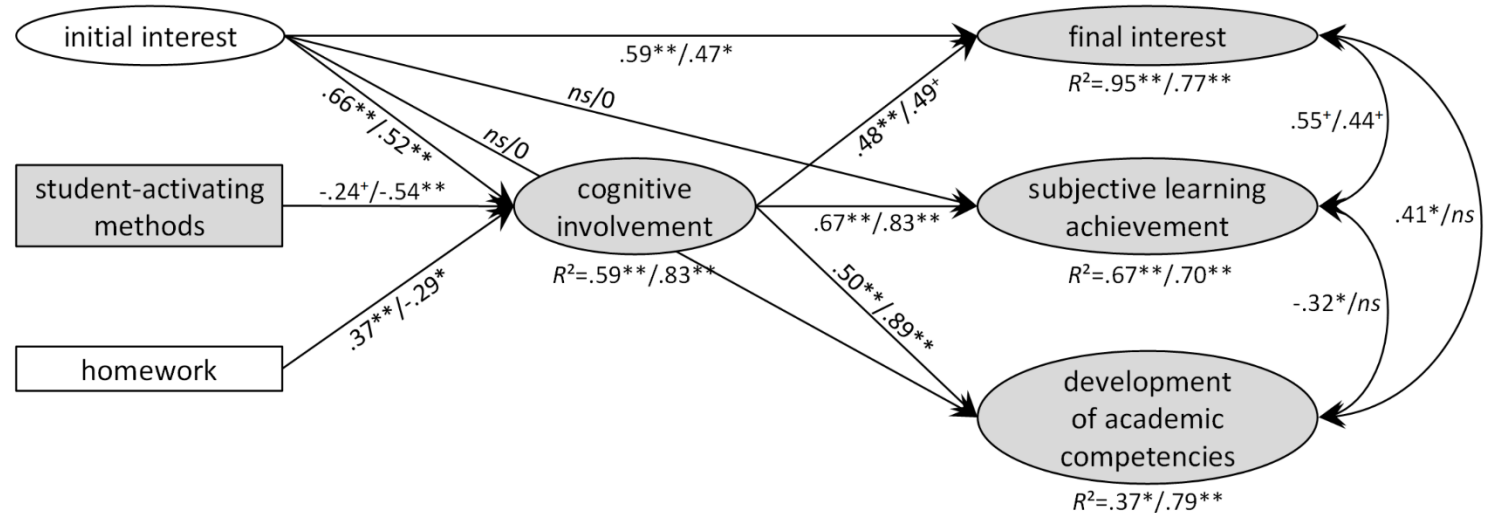 initial interest
final interest
.59**/.47*
R²=.95**/.77**
ns/0
.66**/.52**
ns/0
.48**/.49⁺
.55⁺/.44⁺
student-activating
methods
-.24⁺/-.54**
cognitive
involvement
R²=.59**/.83**
.67**/.83**
subjective learning
achievement
R²=.67**/.70**
.41*/ns
.37**/-.29*
.50**/.89**
-.32*/ns
homework
development
of academic
competencies
R²=.37*/.79**